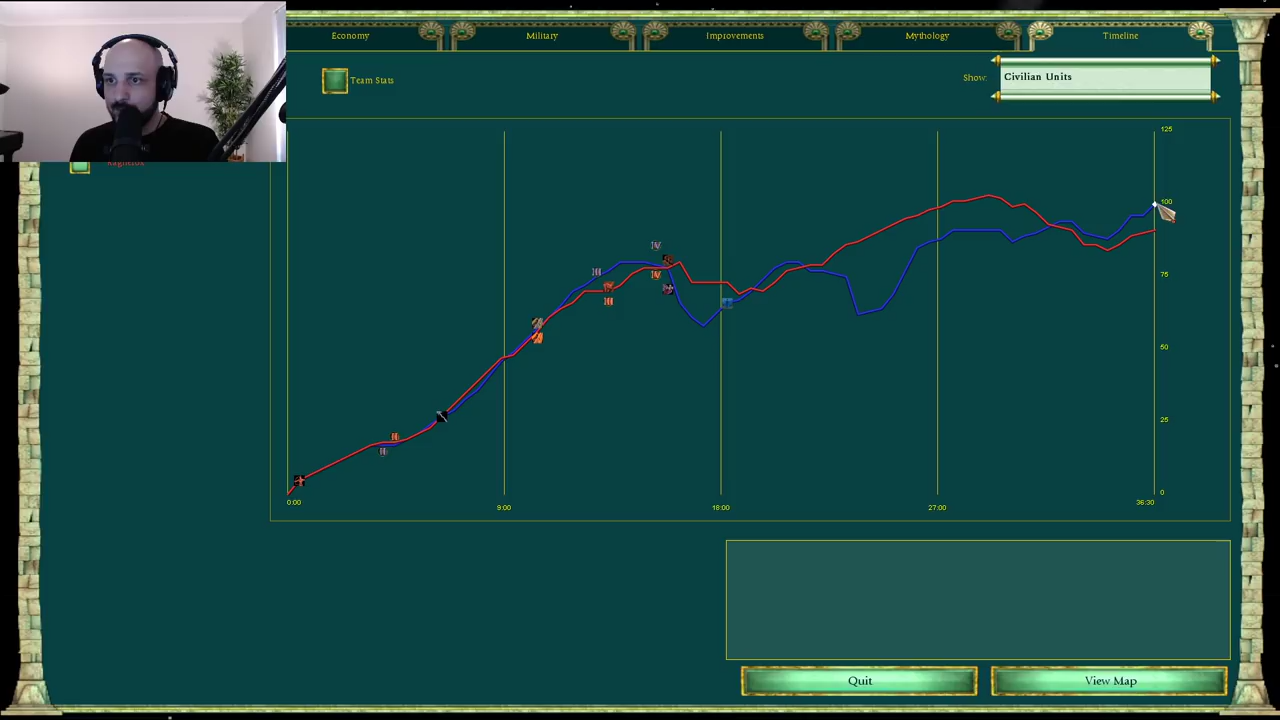 Economy
Military
Improvements
Mythology
Timeline
Team Stats
Show:
Civilian Units
Ragnarok
125
100
75
50
25
0
0:00
9:00
18:00
27:00
36:30
Quit
View Map